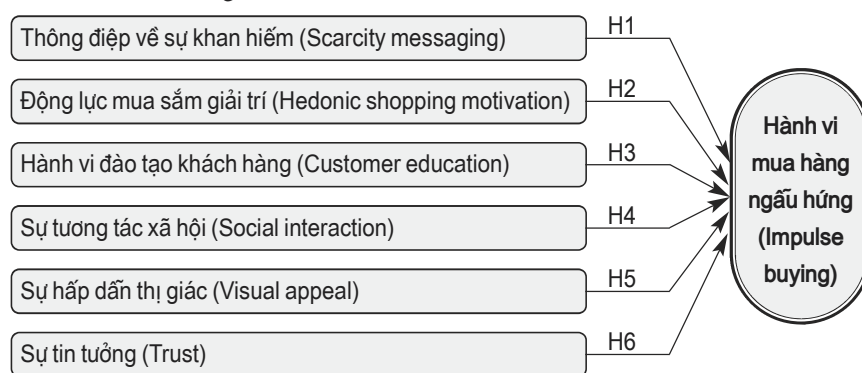 Thông điệp về sự khan hiếm (Scarcity messaging)
H1
Động lực mua sắm giải trí (Hedonic shopping motivation)
H2
Hành vi đào tạo khách hàng (Customer education)
H3
Sự tương tác xã hội (Social interaction)
H4
Sự hấp dẫn thị giác (Visual appeal)
H5
Sự tin tưởng (Trust)
H6
Hành vi
mua hàng
ngẫu hứng
(Impulse
buying)